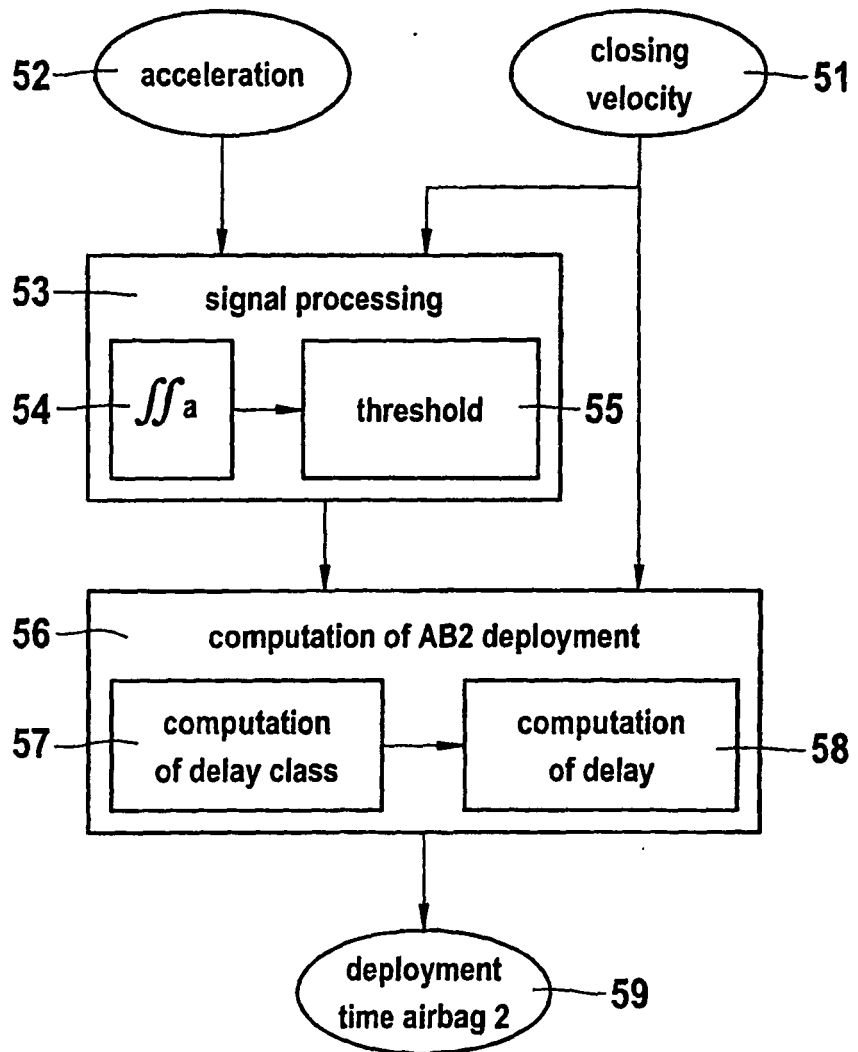 52
acceleration
closing
velocity
51
53
signal processing
54
∬ a
threshold
55
56
computation of AB2 deployment
57
computation
of delay class
computation
of delay
58
deployment
time airbag 2
59